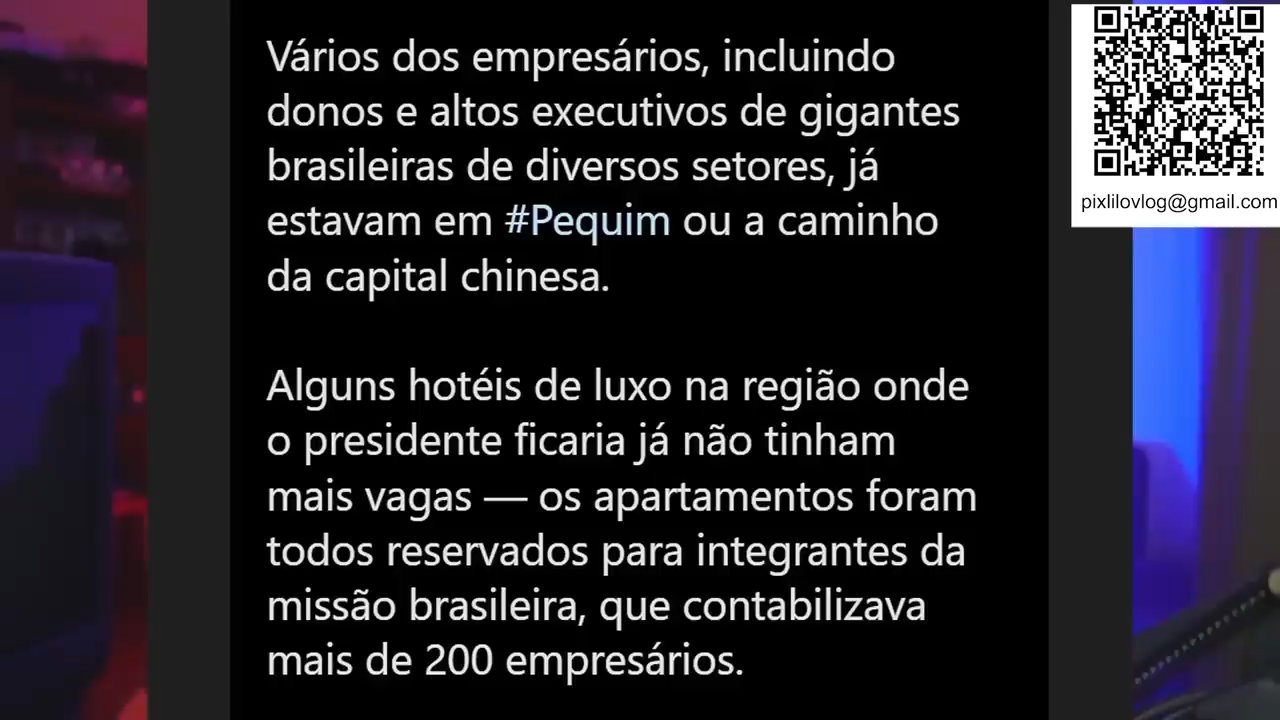 Vários dos empresários, incluindo
donos e altos executivos de gigantes
brasileiras de diversos setores, já
estavam em #Pequim ou a caminho
da capital chinesa.
Alguns hotéis de luxo na região onde
o presidente ficaria já não tinham
mais vagas — os apartamentos foram
todos reservados para integrantes da
missão brasileira, que contabilizava
mais de 200 empresários.
pixlilovlog@gmail.com